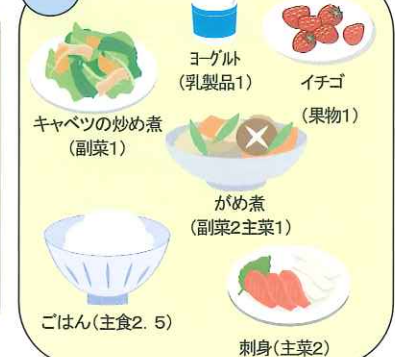 ヨーグルト
(乳製品1)
イチゴ
(果物1)
キャベツの炒め煮
(副菜1)
がめ煮
(副菜2主菜1)
ごはん(主食2.5)
刺身(主菜2)